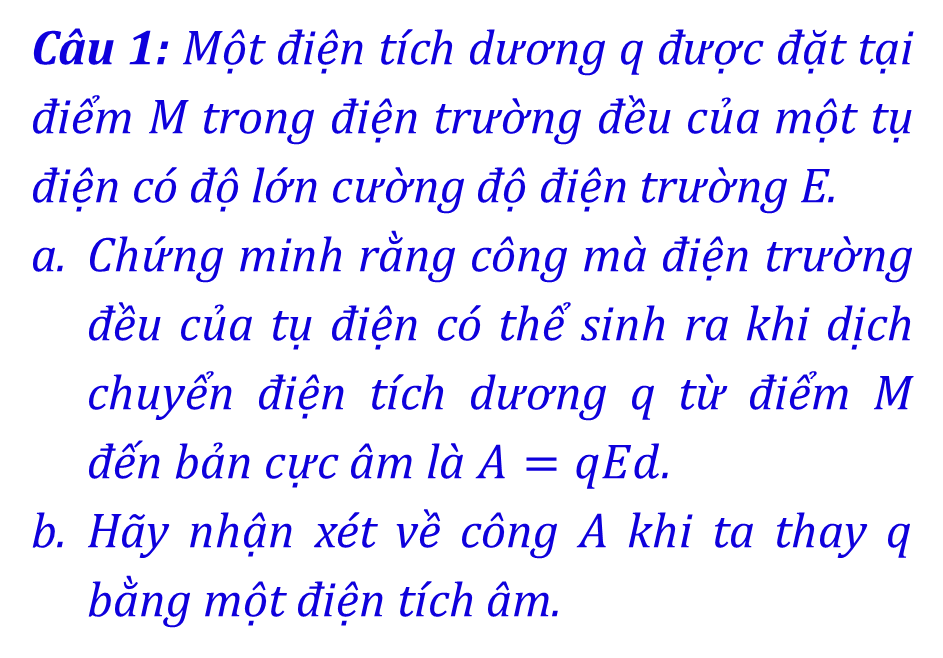 Câu 1: Một điện tích dương q được đặt tại
điểm M trong điện trường đều của một tụ
điện có độ lớn cường độ điện trường E.
a. Chứng minh rằng công mà điện trường
đều của tụ điện có thể sinh ra khi dịch
chuyển điện tích dương q từ điểm M
đến bản cực âm là A = qEd.
b. Hãy nhận xét về công A khi ta thay q
bằng một điện tích âm.